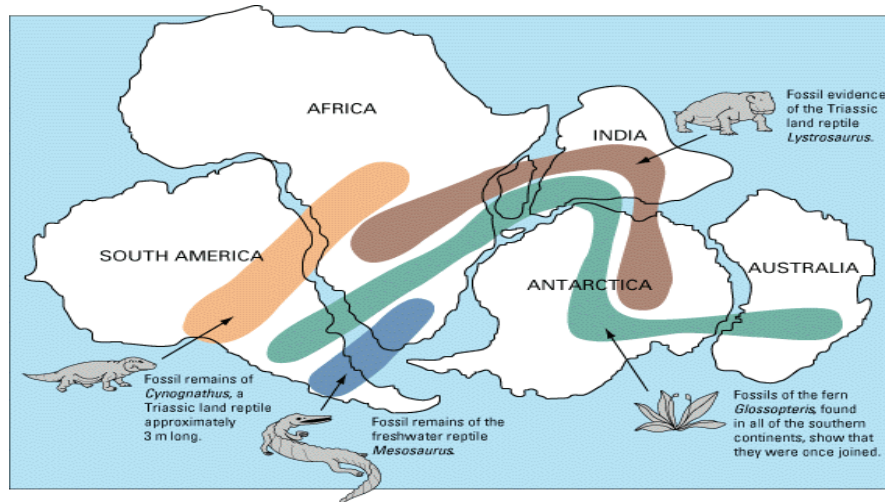 AFRICA
INDIA
Fossil evidence
of the Triassic
land reptile
Lystrosaurus.
SOUTH AMERICA
ANTARCTICA
AUSTRALIA
Fossil remains of
Cynognathus, a
Triassic land reptile
approximately
3 m long.
Fossil remains of the
freshwater reptile
Mesosaurus.
Fossils of the fern
Glossopteris, found
in all of the southern
continents, show that
they were once joined.